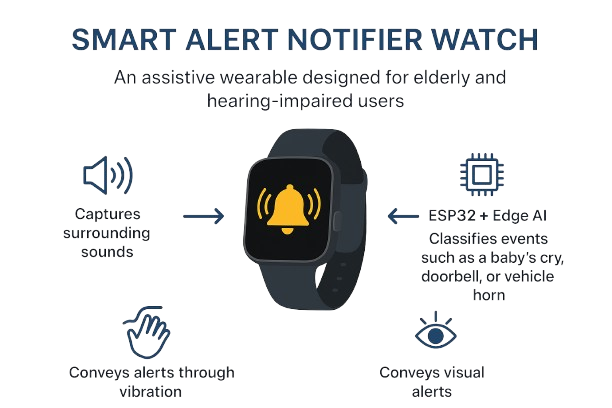 SMART ALERT NOTIFIER WATCH
An assistive wearable designed for elderly and
hearing-impaired users
Captures
surrounding
sounds
ESP32 + Edge AI
Classifies events
such as a baby's cry,
doorbell, or vehicle
horn
Conveys alerts through
vibration
Conveys visual
alerts